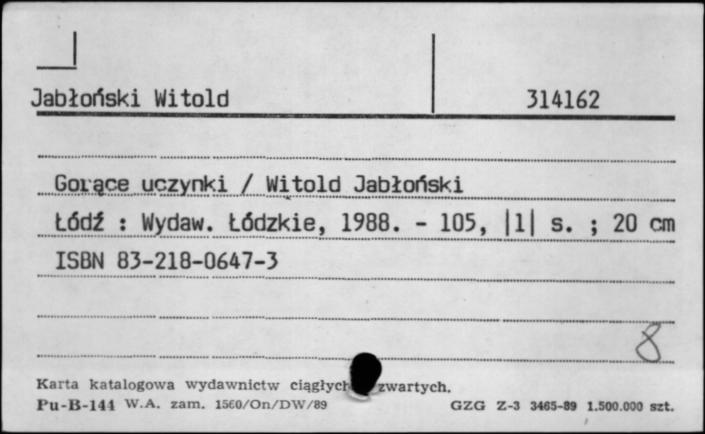 Jabłoński Witold 314162
Gorące uczynki / Witold Jabłoński
Łódź : Wydaw. Łódzkie, 1988. - 105, |1| s. ; 20 cm
ISBN 83-218-0647-3
8
Karta katalogowa wydawnictw ciągłych zwartych.
Pu-B-144 W.A. zam. 1560/On/DW/89 GZG Z-3 3465-89 1.500.000 szt.